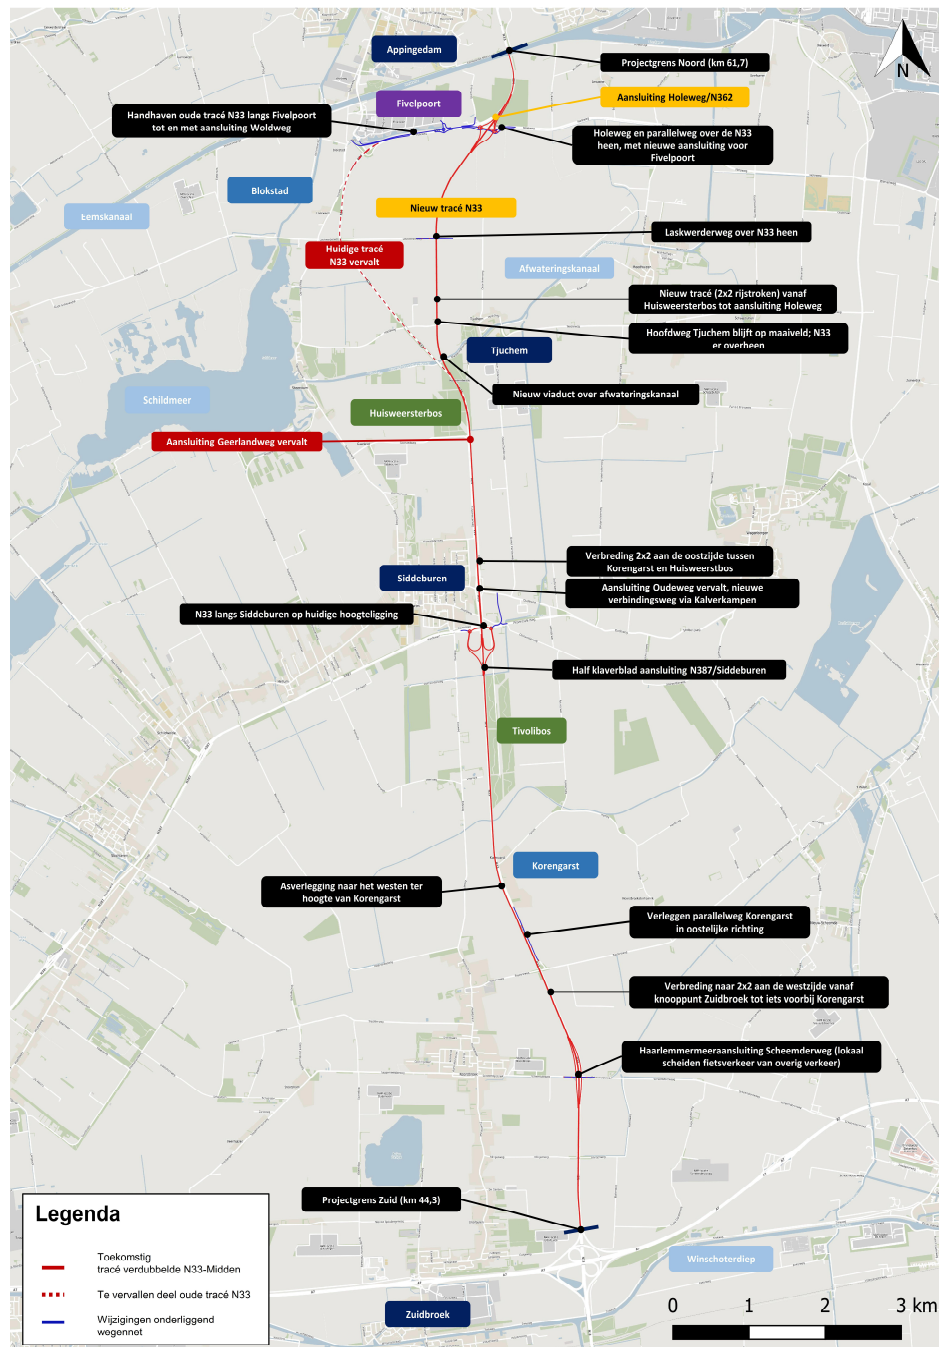 Appingedam
Projectgrens Noord (km 61,7)
N
Fivelpoort
Aansluiting Holeweg/N362
Handhaven oude tracé N33 langs Fivelpoort
tot en met aansluiting Woldweg
Holeweg en parallelweg over de N33
heen, met nieuwe aansluiting voor
Fivelpoort
Blokstad
Eemskanaal
Nieuw tracé N33
Laskwerderweg over N33 heen
Huidige tracé
N33 vervalt
Afwateringskanaal
Nieuw tracé (2x2 rijstroken) vanaf
Huisweersterbos tot aansluiting Holeweg
Hoofdweg Tjuchem blijft op maaiveld; N33
er overheen
Tjuchem
Nieuw viaduct over afwateringskanaal
Schildmeer
Huisweersterbos
Aansluiting Geerlandweg vervalt
Verbreding 2x2 aan de oostzijde tussen
Korengarst en Huisweerstbos
Siddeburen
Aansluiting Oudeweg vervalt, nieuwe
verbindingsweg via Kalverkampen
N33 langs Siddeburen op huidige hoogteligging
Half klaverblad aansluiting N387/Siddeburen
Tivolibos
Korengarst
Asverlegging naar het westen ter
hoogte van Korengarst
Verleggen parallelweg Korengarst
in oostelijke richting
Verbreding naar 2x2 aan de westzijde vanaf
knooppunt Zuidbroek tot iets voorbij Korengarst
Haarlemmermeeraansluiting Scheemderweg (lokaal
scheiden fietsverkeer van overig verkeer)
Projectgrens Zuid (km 44,3)
Winschoterdiep
Zuidbroek
Legenda
Toekomstig
tracé verdubbelde N33-Midden
Te vervallen deel oude tracé N33
Wijzigingen onderliggend
wegennet
0 1 2 3 km